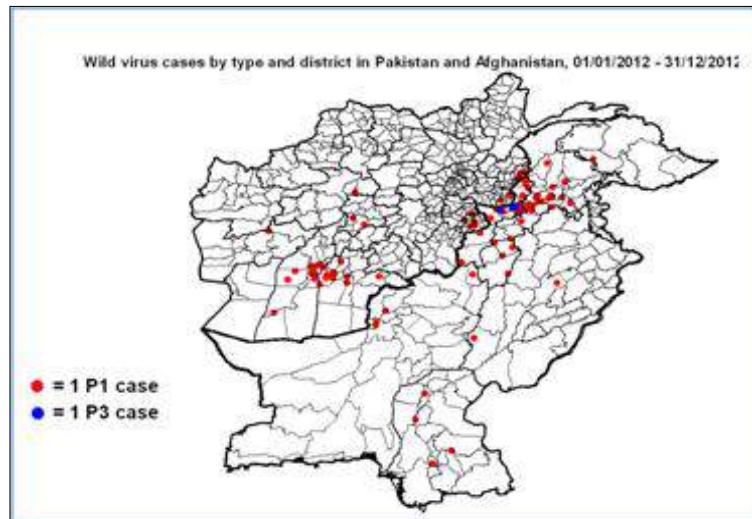 Wild virus cases by type and district in Pakistan and Afghanistan, 01/01/2012 - 31/12/2012
= 1 P1 case
= 1 P3 case